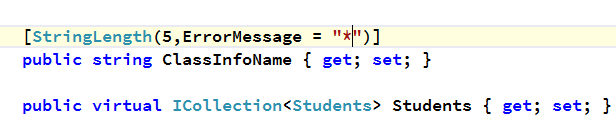 [StringLength(5,ErrorMessage = "*")]
public string ClassInfoName { get; set; }
public virtual ICollection<Students> Students { get; set; }